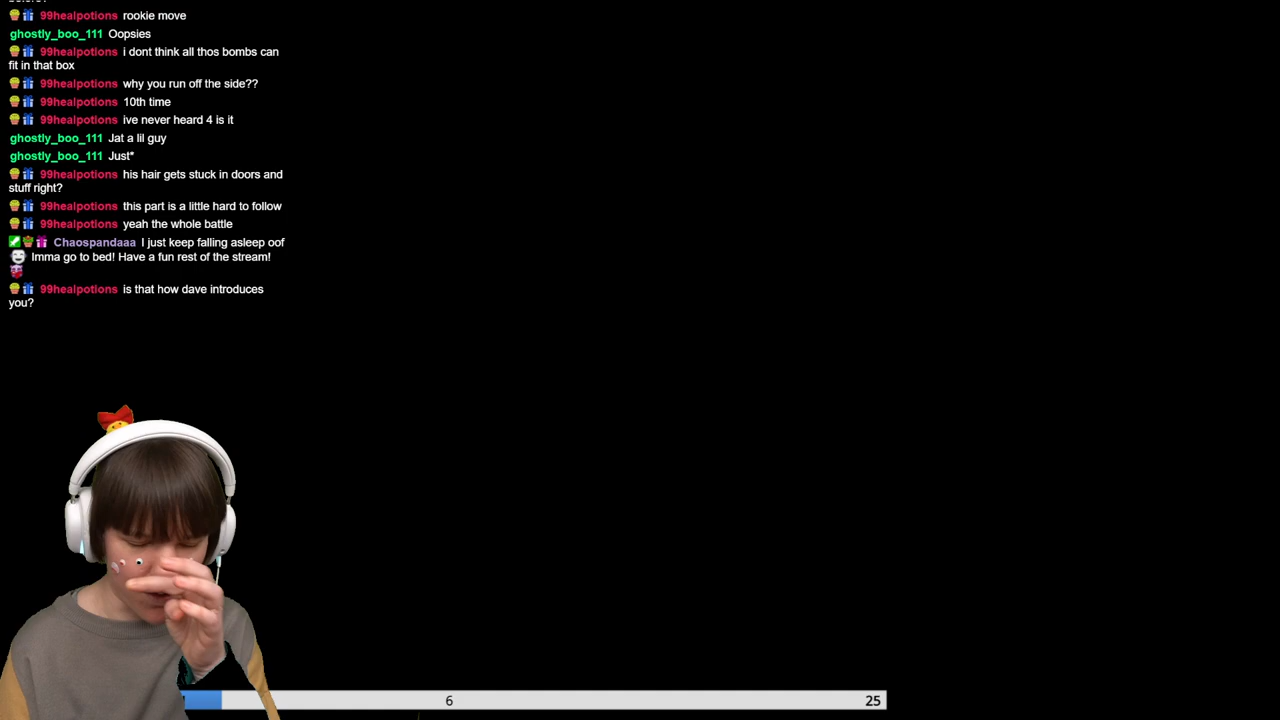 99healpotions rookie move
ghostly_boo_111 Oopsies
99healpotions i dont think all thos bombs can
fit in that box
99healpotions why you run off the side??
99healpotions 10th time
99healpotions ive never heard 4 is it
ghostly_boo_111 Jat a lil guy
ghostly_boo_111 Just*
99healpotions his hair gets stuck in doors and
stuff right?
99healpotions this part is a little hard to follow
99healpotions yeah the whole battle
Chaospandaaa I just keep falling asleep oof
Imma go to bed! Have a fun rest of the stream!
99healpotions is that how dave introduces
you?
6 25